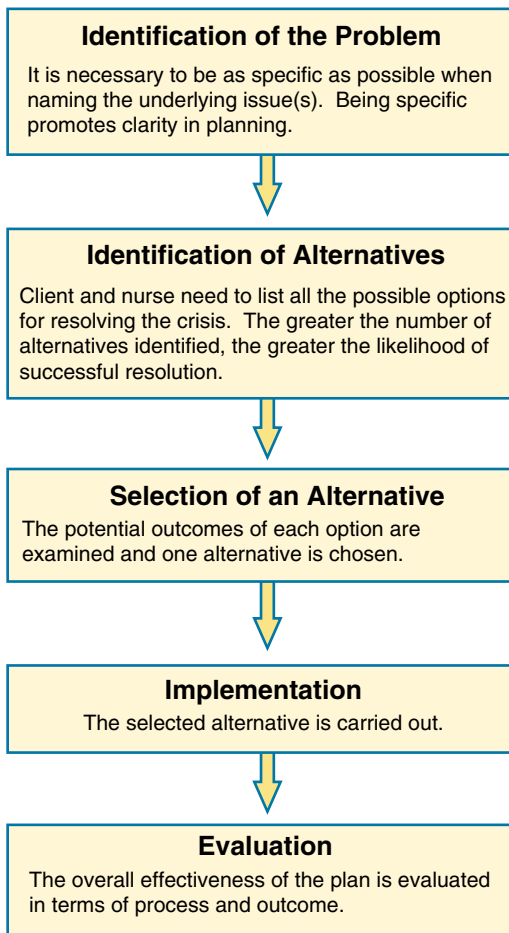 Identification of the Problem
It is necessary to be as specific as possible when
naming the underlying issue(s). Being specific
promotes clarity in planning.
Identification of Alternatives
Client and nurse need to list all the possible options
for resolving the crisis. The greater the number of
alternatives identified, the greater the likelihood of
successful resolution.
Selection of an Alternative
The potential outcomes of each option are
examined and one alternative is chosen.
Implementation
The selected alternative is carried out.
Evaluation
The overall effectiveness of the plan is evaluated
in terms of process and outcome.